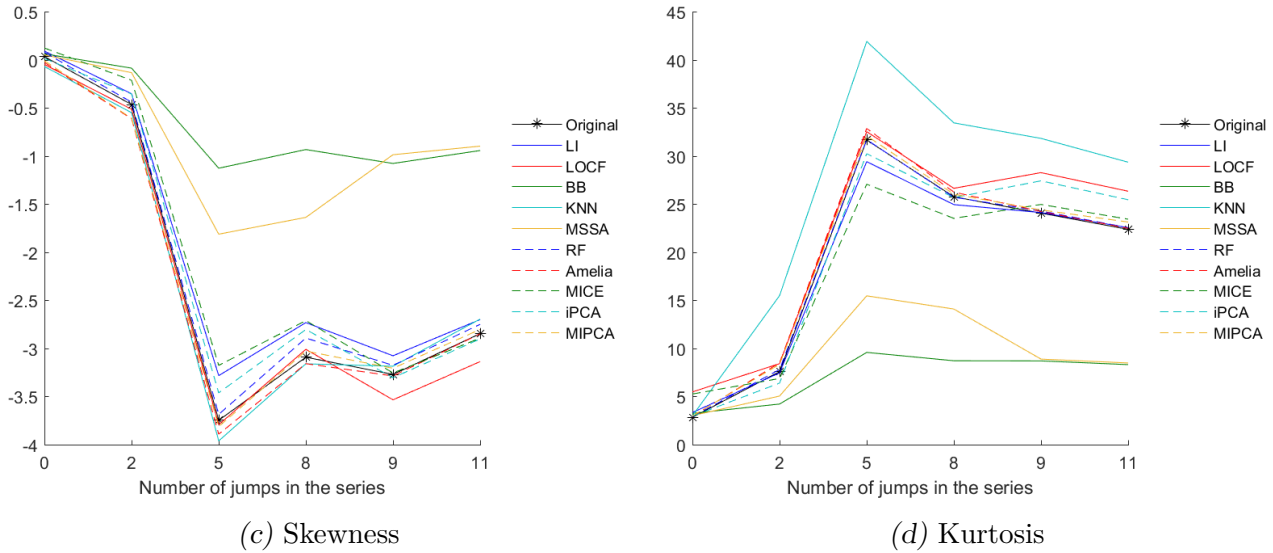 0.5
0
-0.5
-1
-1.5
-2
-2.5
-3
-3.5
-4
0 2 5 8 9 11
Number of jumps in the series
Original
LI
LOCF
BB
KNN
MSSA
RF
Amelia
MICE
iPCA
MIPCA
(c) Skewness
45
40
35
30
25
20
15
10
5
0
0 2 5 8 9 11
Number of jumps in the series
Original
LI
LOCF
BB
KNN
MSSA
RF
Amelia
MICE
iPCA
MIPCA
(d) Kurtosis